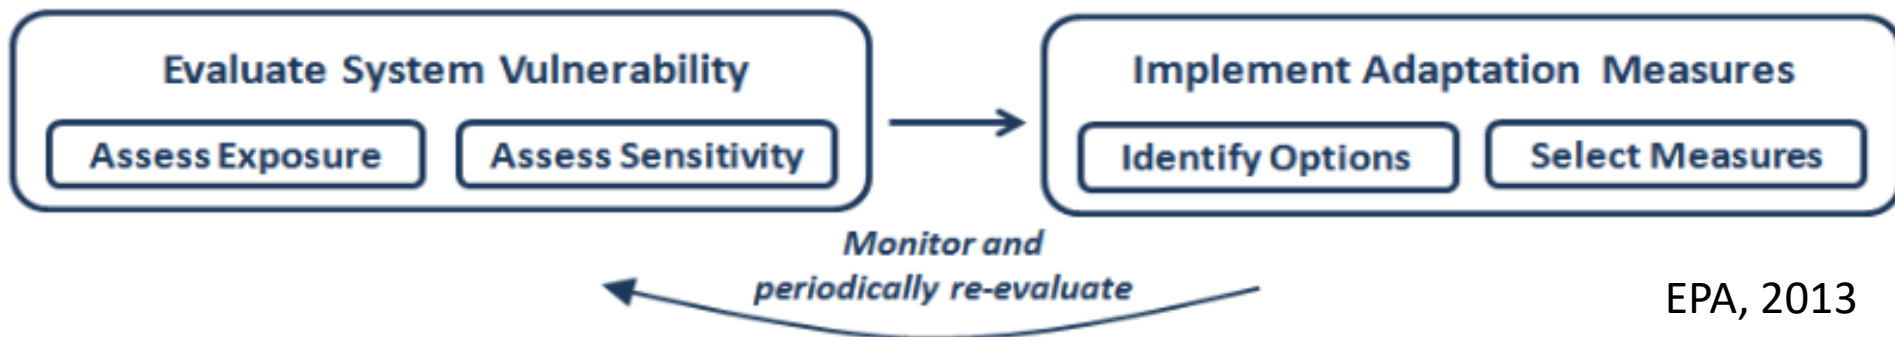 Evaluate System Vulnerability
Assess Exposure
Assess Sensitivity
Implement Adaptation Measures
Identify Options
Select Measures
Monitor and
periodically re-evaluate
EPA, 2013